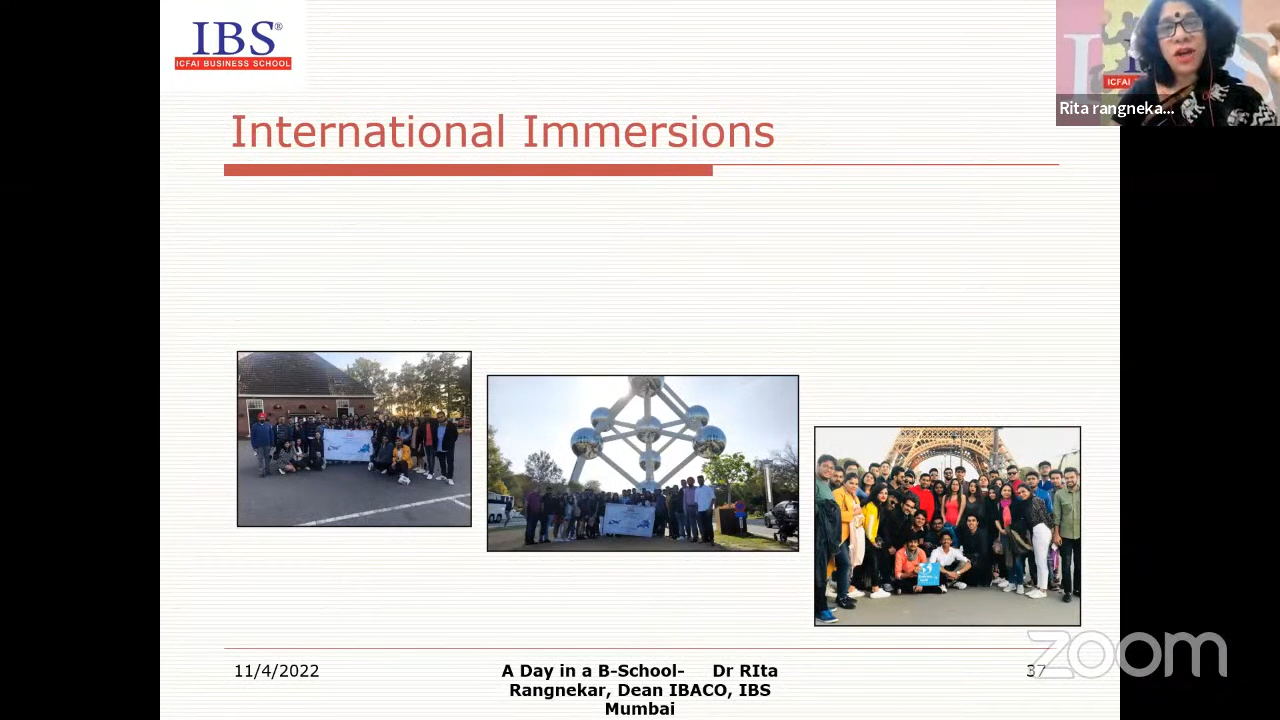 IBS®
ICFAI BUSINESS SCHOOL
ICFAI
Rita rangneka...
International Immersions
11/4/2022
A Day in a B-School- Dr RIta
Rangnekar, Dean IBACO, IBS
Mumbai
37
zoom